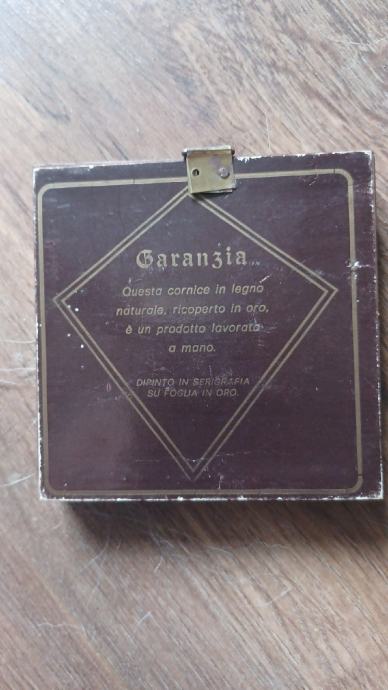 Garanzia
Questa cornice in legno
naturale, ricoperto in oro,
è un prodotto lavorato
a mano.
DIPINTO IN SERIGRAFIA
SU FOGLIA IN ORO.